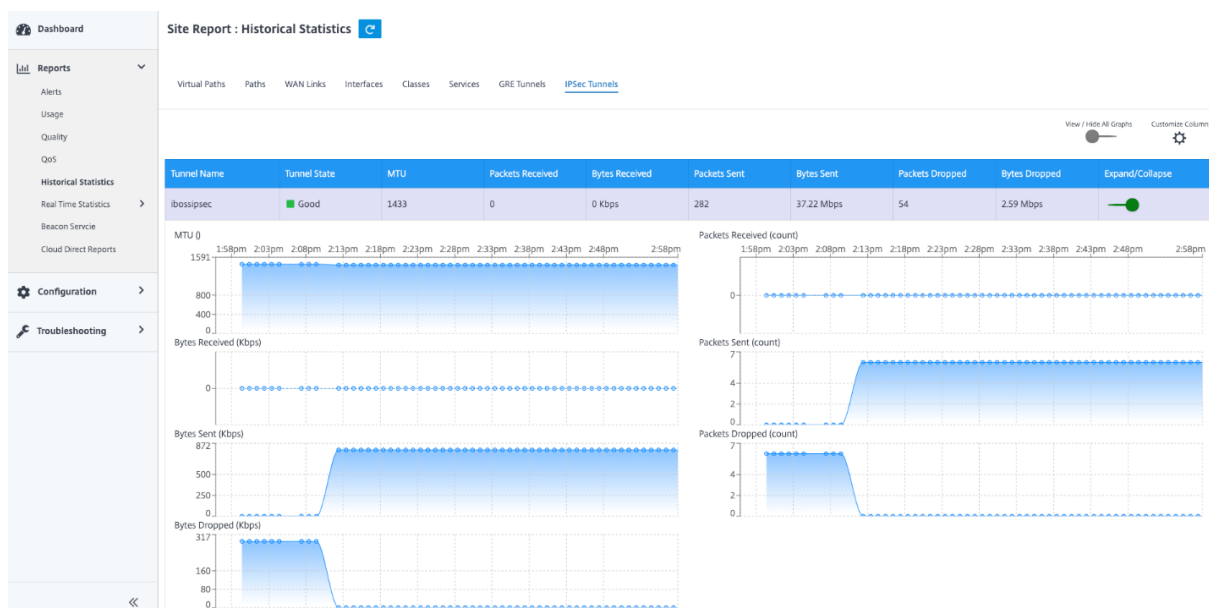 Dashboard
Reports
Alerts
Usage
Quality
QoS
Historical Statistics
Real Time Statistics
Beacon Servcie
Cloud Direct Reports
Configuration
Troubleshooting
Site Report : Historical Statistics
Virtual Paths Paths WAN Links Interfaces Classes Services GRE Tunnels IPSec Tunnels
View / Hide All Graphs Customize Column
Tunnel Name Tunnel State MTU Packets Received Bytes Received Packets Sent Bytes Sent Packets Dropped Bytes Dropped Expand/Collapse
ibossipsec Good 1433 0 0 Kbps 282 37.22 Mbps 54 2.59 Mbps
MTU ()
1:58pm 2:03pm 2:08pm 2:13pm 2:18pm 2:23pm 2:28pm 2:33pm 2:38pm 2:43pm 2:48pm 2:58pm
1591
800
400
0
Packets Received (count)
1:58pm 2:03pm 2:08pm 2:13pm 2:18pm 2:23pm 2:28pm 2:33pm 2:38pm 2:43pm 2:48pm 2:58pm
0
Bytes Received (Kbps)
0
Packets Sent (count)
7
4
2
0
Bytes Sent (Kbps)
872
500
250
0
Packets Dropped (count)
7
4
2
0
Bytes Dropped (Kbps)
317
160
80
0